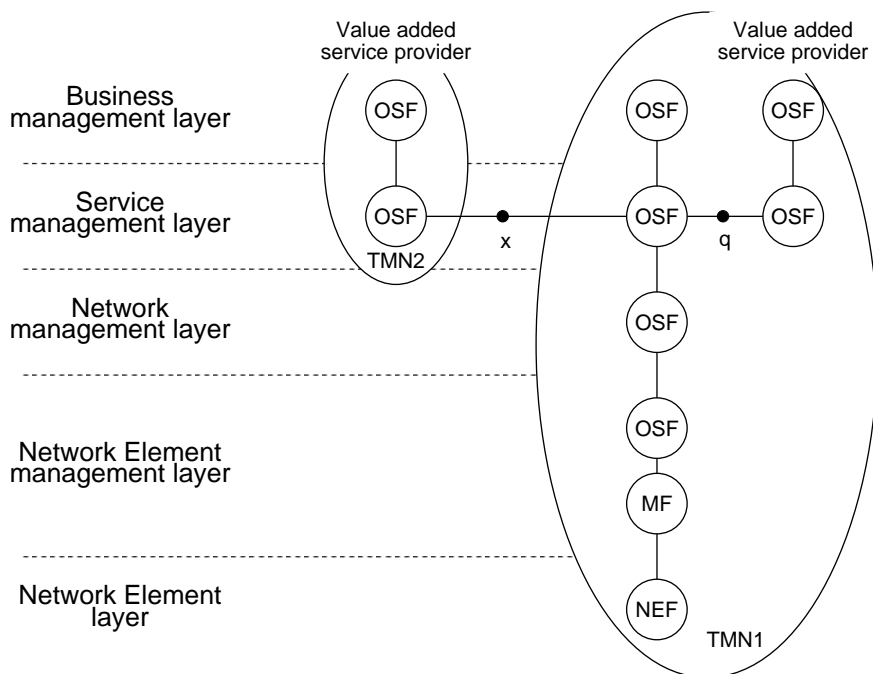 Value added
service provider
Value added
service provider
Business
management layer
OSF
OSF
OSF
Service
management layer
OSF
x
OSF
q
OSF
TMN2
Network
management layer
OSF
Network Element
management layer
OSF
MF
Network Element
layer
NEF
TMN1